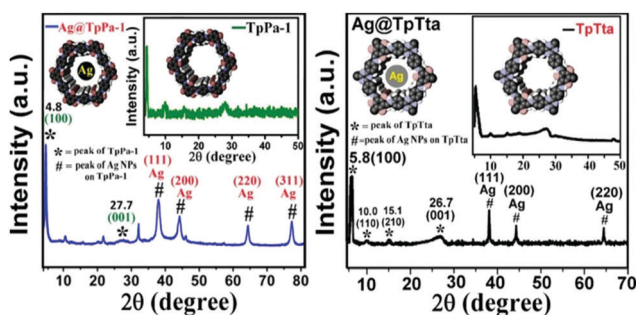 Ag@TpPa-1
Ag
4.8
(100)
*
* =peak of TpPa-1
# =peak of Ag NPs
on TpPa-1
27.7
(001)
*
(111)
Ag
#
(200)
Ag
#
(220)
Ag
#
(311)
Ag
#
Intensity (a.u.)
10 20 30 40 50 60 70 80
2θ (degree)
TpPa-1
Intensity (a.u.)
10 20 30 40 50
2θ (degree)
Ag@TpTta
Ag
* =peak of TpTta
#=peak of Ag NPs on TpTta
5.8(100)
10.0
(110)
*
15.1
(210)
*
26.7
(001)
*
(111)
Ag
#
(200)
Ag
#
(220)
Ag
#
Intensity (a.u.)
10 20 30 40 50 60 70
2θ (degree)
TpTta
Intensity (a.u.)
10 20 30 40 50
2θ (degree)